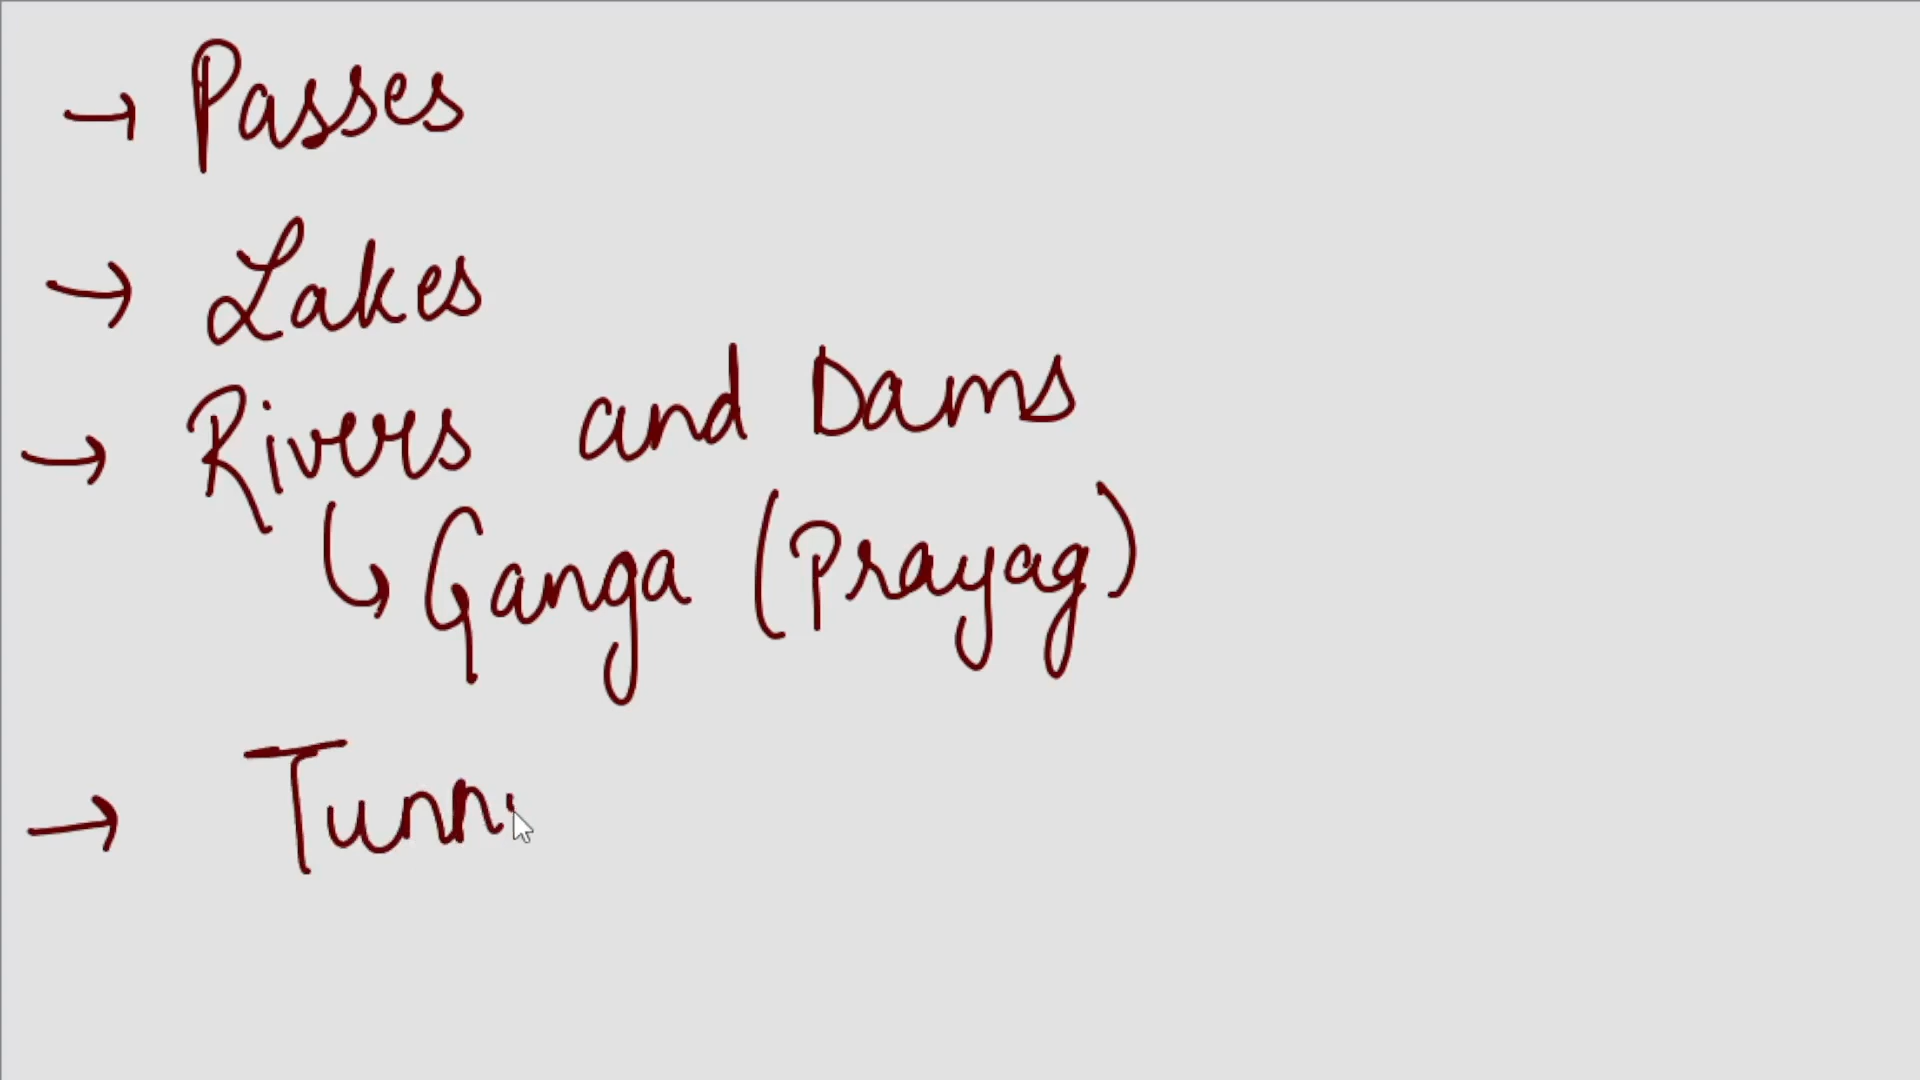 → Passes
→ Lakes
→ Rivers and Dams
↳ Ganga (Prayag)
→ Tunn